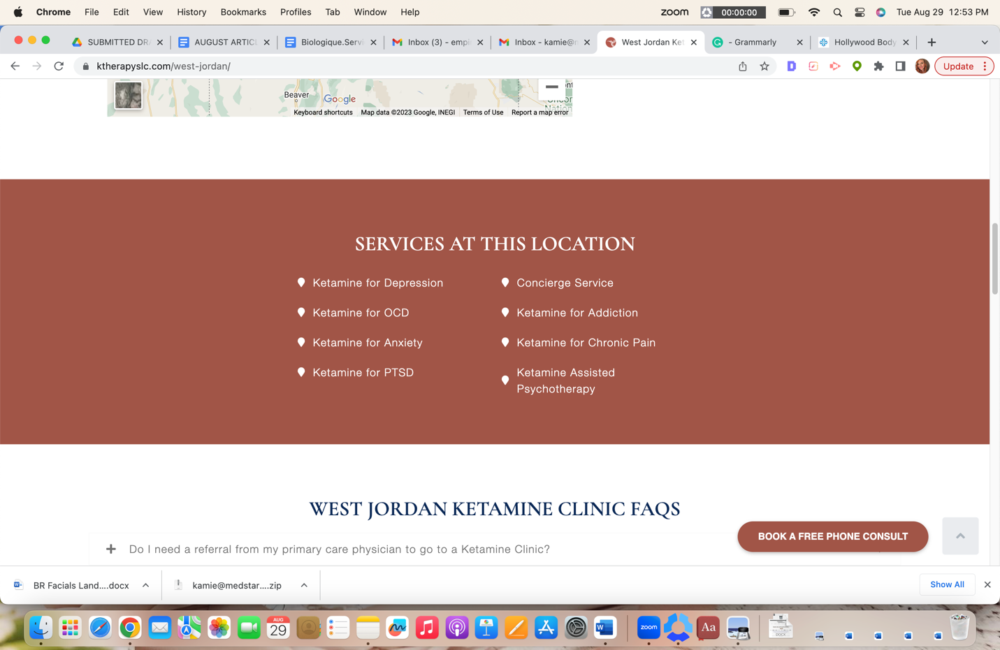 Chrome File Edit View History Bookmarks Profiles Tab Window Help zoom 00:00:00 Tue Aug 29 12:53 PM
SUBMITTED DRA AUGUST ARTICL Biologique.Servi Inbox (3) - empi Inbox - kamie@m West Jordan Ket - Grammarly Hollywood Body
ktherapyslc.com/west-jordan/ Update
Beaver
Google
Keyboard shortcuts Map data ©2023 Google, INEGI Terms of Use Report a map error
SERVICES AT THIS LOCATION
Ketamine for Depression
Ketamine for OCD
Ketamine for Anxiety
Ketamine for PTSD
Concierge Service
Ketamine for Addiction
Ketamine for Chronic Pain
Ketamine Assisted
Psychotherapy
WEST JORDAN KETAMINE CLINIC FAQS
Do I need a referral from my primary care physician to go to a Ketamine Clinic?
BOOK A FREE PHONE CONSULT
BR Facials Land....docx kamie@medstar....zip Show All
AUG
29
zoom
Aa
DOCX